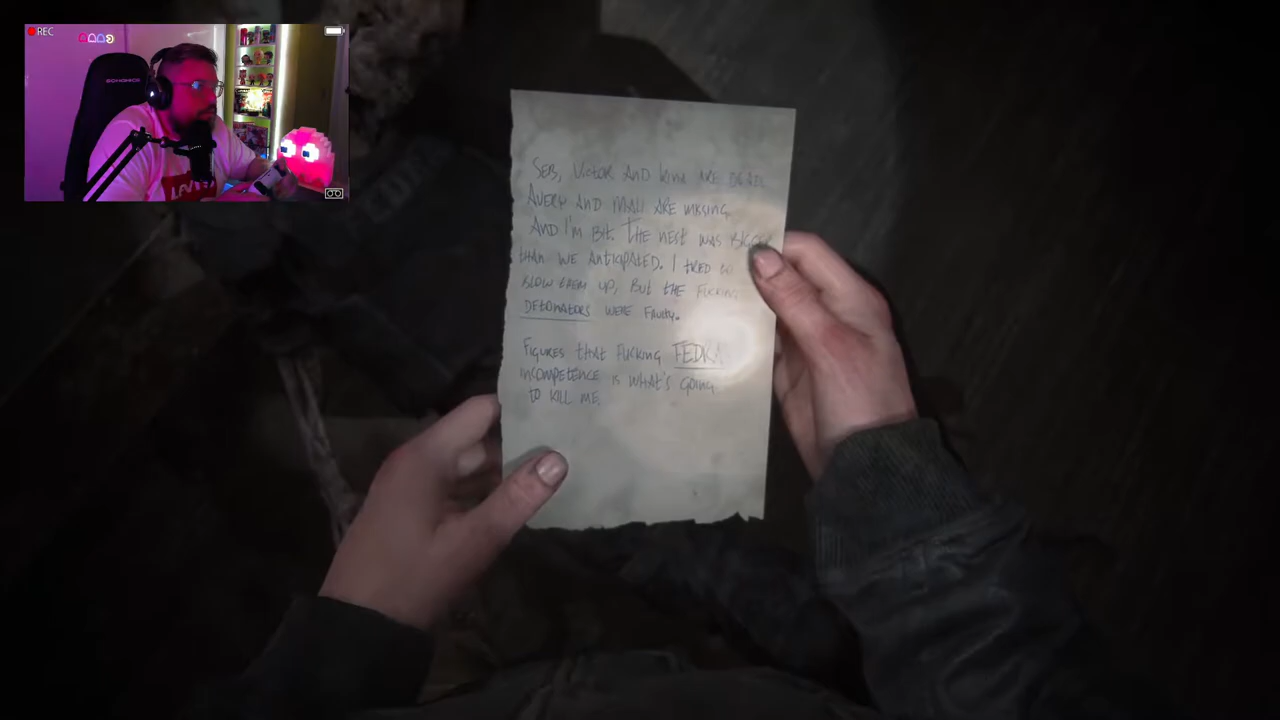 REC
Seb, Victor and Kim are dead.
Avery and Mali are missing.
And I'm bit. The nest was bigger
than we anticipated. I tried to
blow them up, but the fucking
detonators were faulty.
Figures that fucking FEDRA
incompetence is what's going
to kill me.